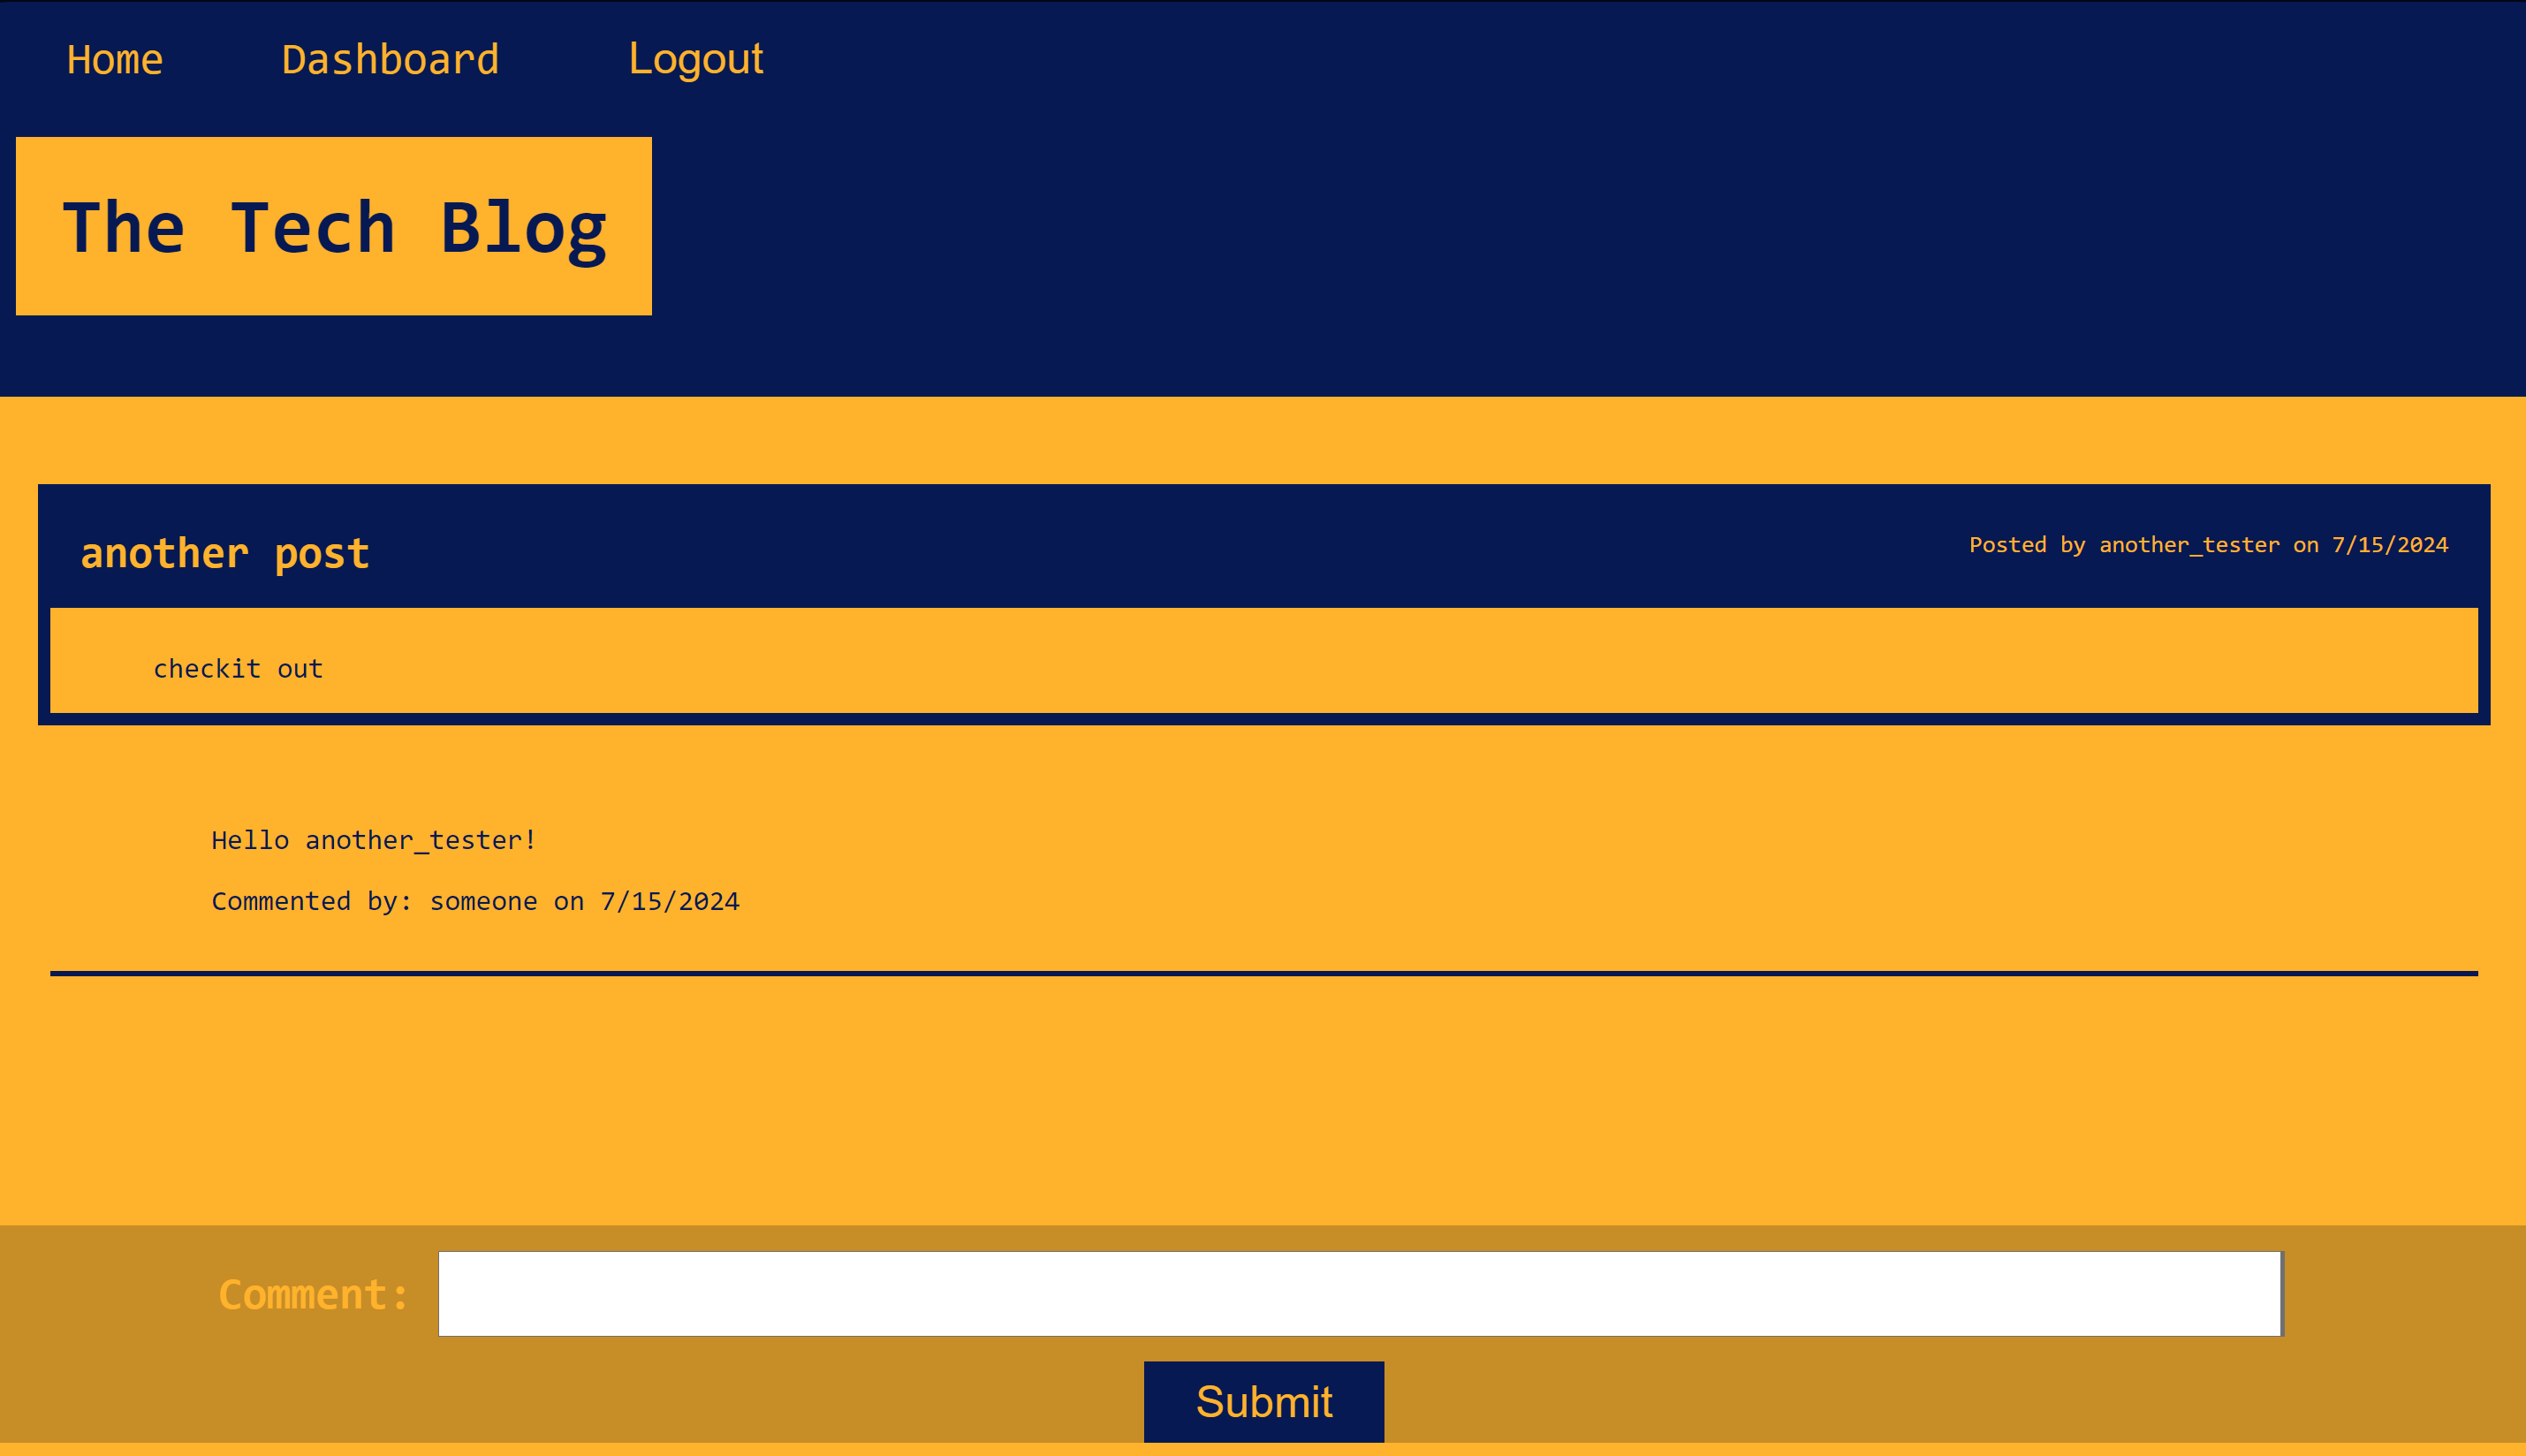 Home Dashboard Logout
The Tech Blog
another post
Posted by another_tester on 7/15/2024
checkit out
Hello another_tester!
Commented by: someone on 7/15/2024
Comment:
Submit